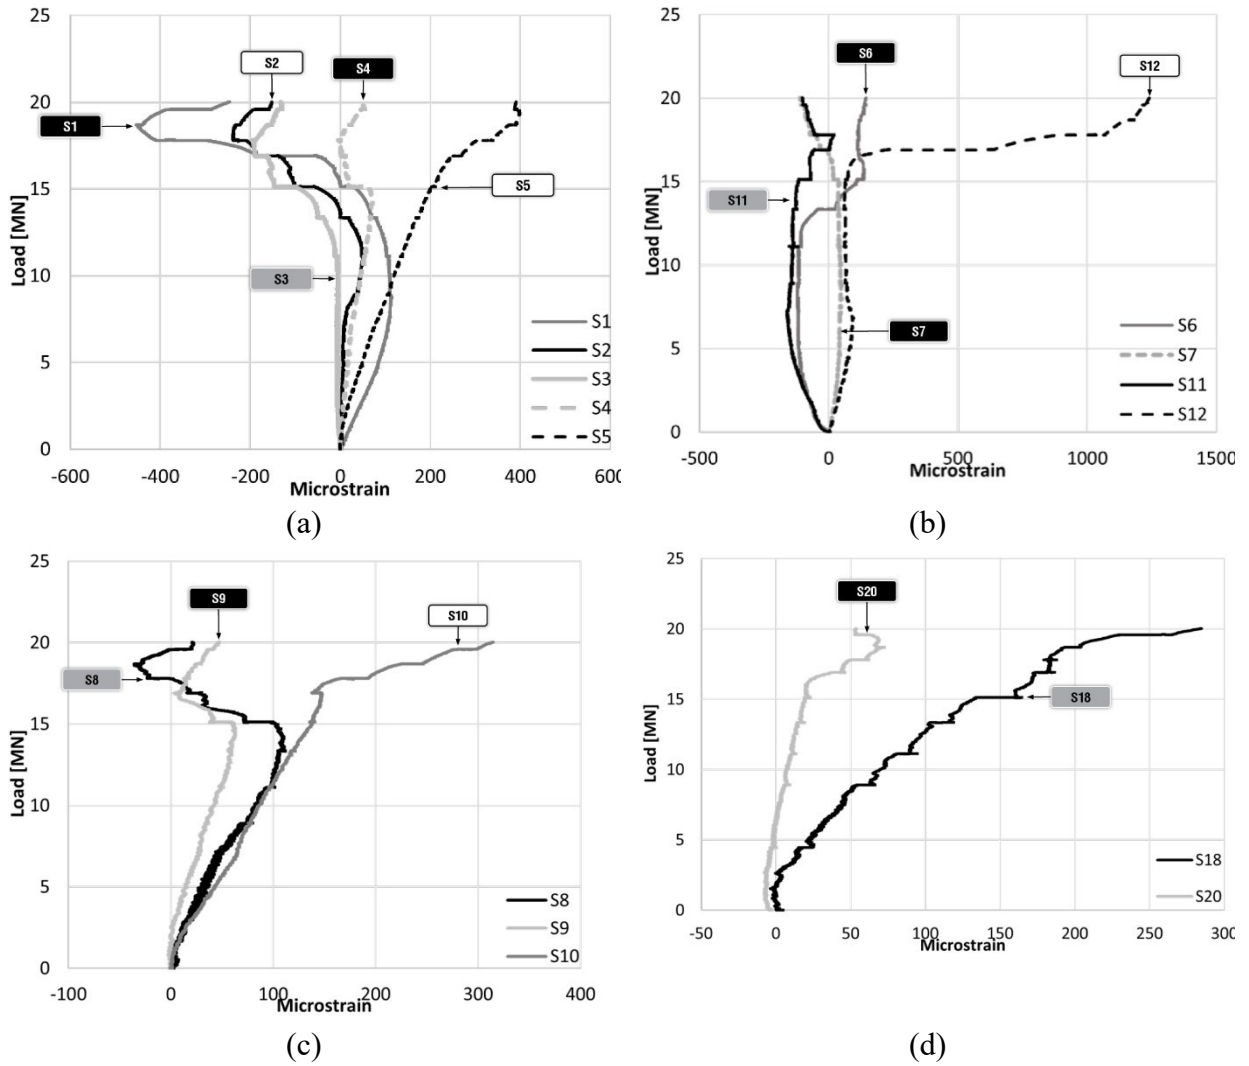 25
20
15
10
5
0
Load [MN]
-600
-400
-200
0
200
400
600
Microstrain
S1
S2
S3
S4
S5
S1
S2
S3
S4
S5
(a)
25
20
15
10
5
0
Load [MN]
-500
0
500
1000
1500
Microstrain
S6
S12
S11
S7
S6
S7
S11
S12
(b)
25
20
15
10
5
0
Load [MN]
-100
0
100
200
300
400
Microstrain
S9
S10
S8
S8
S9
S10
(c)
25
20
15
10
5
0
Load [MN]
-50
0
50
100
150
200
250
300
Microstrain
S20
S18
S18
S20
(d)